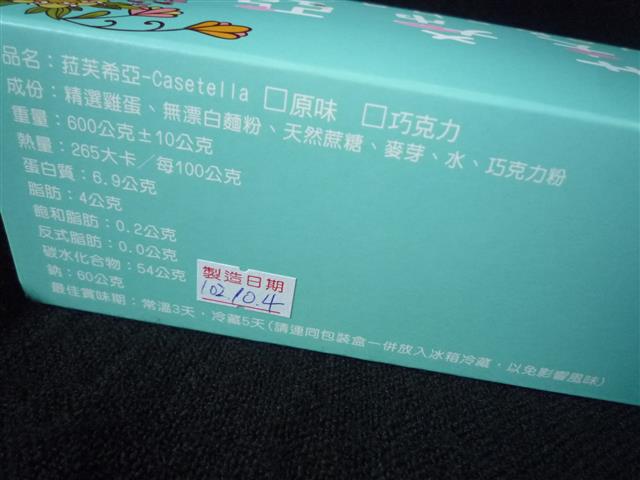 品名：菈芙希亞-Casetella □原味 □巧克力
成份：精選雞蛋、無漂白麵粉、天然蔗糖、麥芽、水、巧克力粉
重量：600公克±10公克
熱量：265大卡／每100公克
蛋白質：6.9公克
脂肪：4公克
飽和脂肪：0.2公克
反式脂肪：0.0公克
碳水化合物：54公克
鈉：60公克
製造日期
102.10.4
最佳賞味期：常溫3天，冷藏5天(請連同包裝盒一併放入冰箱冷藏，以免影響風味)